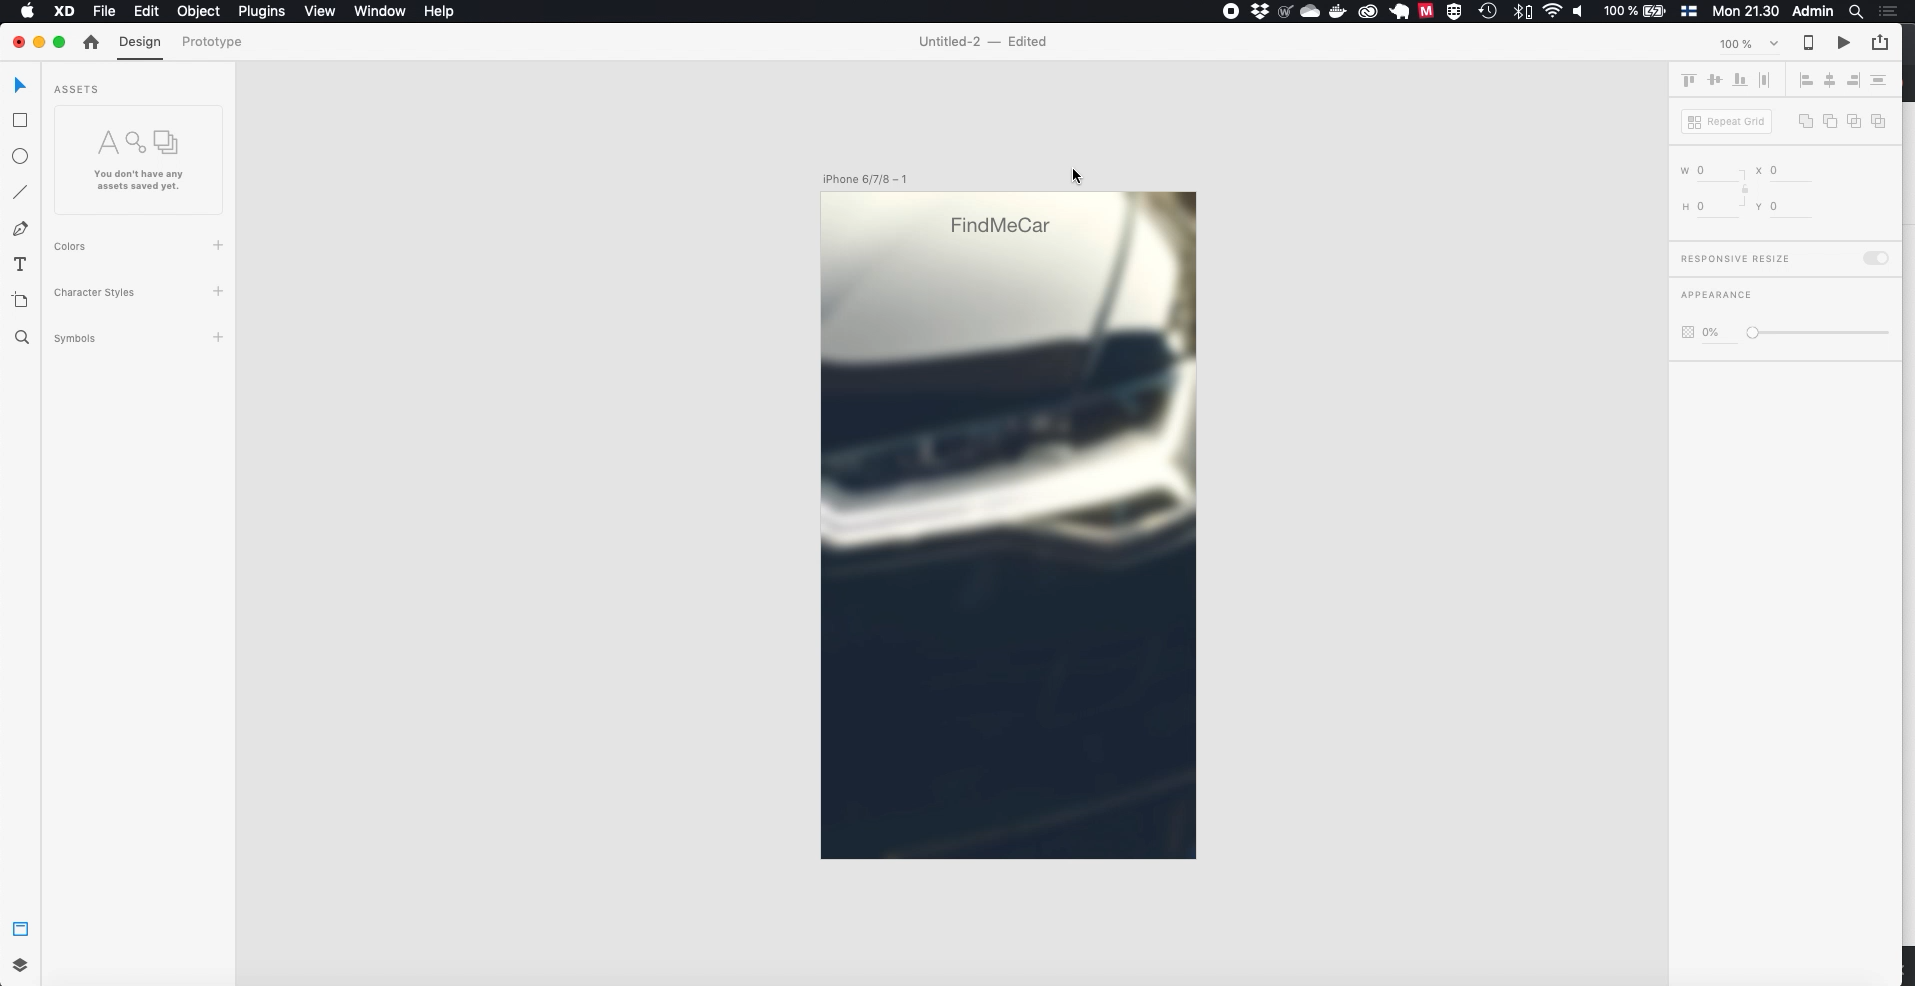 XD File Edit Object Plugins View Window Help 100 % Mon 21.30 Admin
Design Prototype Untitled-2 — Edited 100 %
ASSETS
You don't have any
assets saved yet.
Colors
Character Styles
Symbols
iPhone 6/7/8 – 1
FindMeCar
Repeat Grid
W 0 X 0
H 0 Y 0
RESPONSIVE RESIZE
APPEARANCE
0%